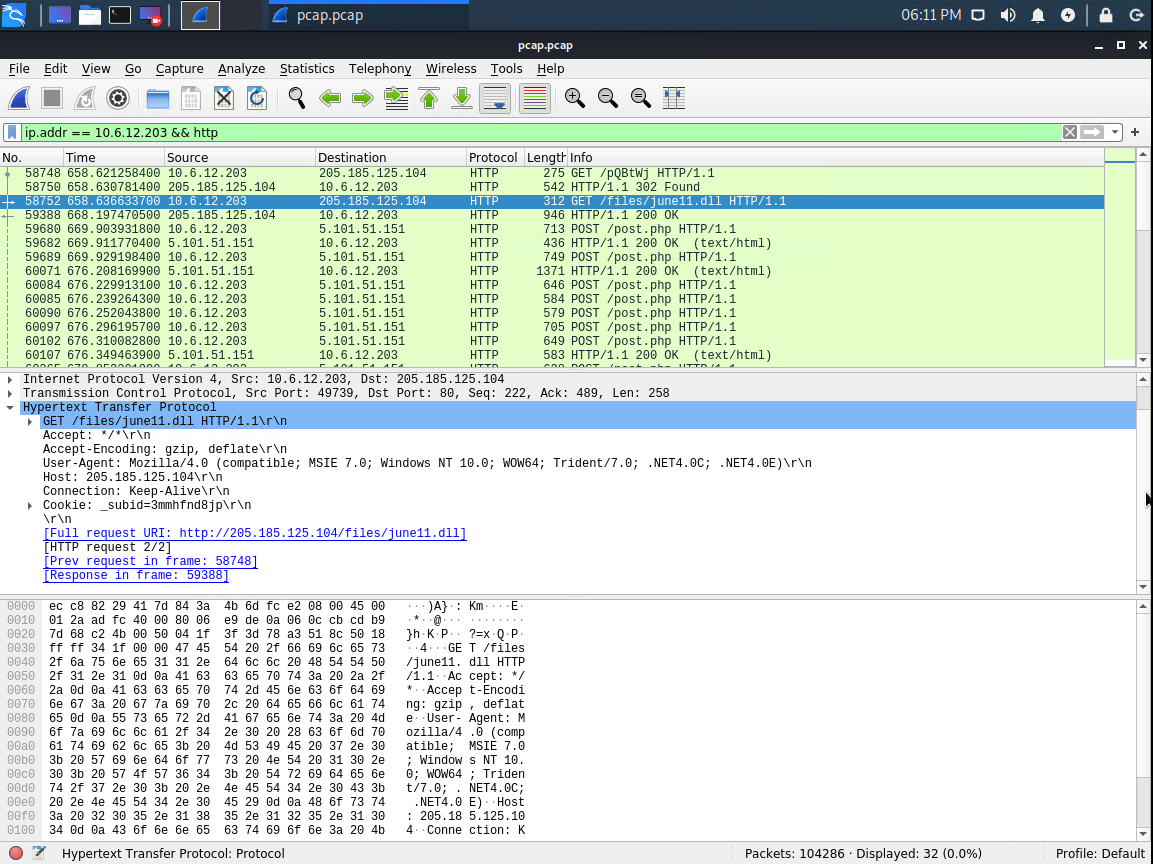 pcap.pcap
06:11 PM
pcap.pcap
File Edit View Go Capture Analyze Statistics Telephony Wireless Tools Help
ip.addr == 10.6.12.203 && http
No. Time Source Destination Protocol Length Info
58748 658.621258400 10.6.12.203 205.185.125.104 HTTP 275 GET /pQBtWj HTTP/1.1
58750 658.630781400 205.185.125.104 10.6.12.203 HTTP 542 HTTP/1.1 302 Found
58752 658.636633700 10.6.12.203 205.185.125.104 HTTP 312 GET /files/june11.dll HTTP/1.1
59388 668.197470500 205.185.125.104 10.6.12.203 HTTP 946 HTTP/1.1 200 OK
59680 669.903931800 10.6.12.203 5.101.51.151 HTTP 713 POST /post.php HTTP/1.1
59682 669.911770400 5.101.51.151 10.6.12.203 HTTP 436 HTTP/1.1 200 OK (text/html)
59689 669.929198400 10.6.12.203 5.101.51.151 HTTP 749 POST /post.php HTTP/1.1
60071 676.208169900 5.101.51.151 10.6.12.203 HTTP 1371 HTTP/1.1 200 OK (text/html)
60084 676.229913100 10.6.12.203 5.101.51.151 HTTP 646 POST /post.php HTTP/1.1
60085 676.239264300 10.6.12.203 5.101.51.151 HTTP 584 POST /post.php HTTP/1.1
60090 676.252043800 10.6.12.203 5.101.51.151 HTTP 579 POST /post.php HTTP/1.1
60097 676.296195700 10.6.12.203 5.101.51.151 HTTP 705 POST /post.php HTTP/1.1
60102 676.310082800 10.6.12.203 5.101.51.151 HTTP 649 POST /post.php HTTP/1.1
60107 676.349463900 5.101.51.151 10.6.12.203 HTTP 583 HTTP/1.1 200 OK (text/html)
Internet Protocol Version 4, Src: 10.6.12.203, Dst: 205.185.125.104
Transmission Control Protocol, Src Port: 49739, Dst Port: 80, Seq: 222, Ack: 489, Len: 258
Hypertext Transfer Protocol
GET /files/june11.dll HTTP/1.1\r\n
Accept: */*\r\n
Accept-Encoding: gzip, deflate\r\n
User-Agent: Mozilla/4.0 (compatible; MSIE 7.0; Windows NT 10.0; WOW64; Trident/7.0; .NET4.0C; .NET4.0E)\r\n
Host: 205.185.125.104\r\n
Connection: Keep-Alive\r\n
Cookie: _subid=3mmhfnd8jp\r\n
\r\n
[Full request URI: http://205.185.125.104/files/june11.dll]
[HTTP request 2/2]
[Prev request in frame: 58748]
[Response in frame: 59388]
0000 ec c8 82 29 41 7d 84 3a 4b 6d fc e2 08 00 45 00 ···)A}·: Km····E·
0010 01 2a ad fc 40 00 80 06 e9 de 0a 06 0c cb cd b9 ·*··@··· ········
0020 7d 68 c2 4b 00 50 04 1f 3f 3d 78 a3 51 8c 50 18 }h·K·P·· ?=x·Q·P·
0030 ff ff 34 1f 00 00 47 45 54 20 2f 66 69 6c 65 73 ··4···GE T /files
0040 2f 6a 75 6e 65 31 31 2e 64 6c 6c 20 48 54 54 50 /june11. dll HTTP
0050 2f 31 2e 31 0d 0a 41 63 63 65 70 74 3a 20 2a 2f /1.1··Ac cept: */
0060 2a 0d 0a 41 63 63 65 70 74 2d 45 6e 63 6f 64 69 *··Accep t-Encodi
0070 6e 67 3a 20 67 7a 69 70 2c 20 64 65 66 6c 61 74 ng: gzip , deflat
0080 65 0d 0a 55 73 65 72 2d 41 67 65 6e 74 3a 20 4d e··User- Agent: M
0090 6f 7a 69 6c 6c 61 2f 34 2e 30 20 28 63 6f 6d 70 ozilla/4 .0 (comp
00a0 61 74 69 62 6c 65 3b 20 4d 53 49 45 20 37 2e 30 atible;  MSIE 7.0
00b0 3b 20 57 69 6e 64 6f 77 73 20 4e 54 20 31 30 2e ; Window s NT 10.
00c0 30 3b 20 57 4f 57 36 34 3b 20 54 72 69 64 65 6e 0; WOW64 ; Triden
00d0 74 2f 37 2e 30 3b 20 2e 4e 45 54 34 2e 30 43 3b t/7.0; . NET4.0C;
00e0 20 2e 4e 45 54 34 2e 30 45 29 0d 0a 48 6f 73 74 .NET4.0 E)··Host
00f0 3a 20 32 30 35 2e 31 38 35 2e 31 32 35 2e 31 30 : 205.18 5.125.10
0100 34 0d 0a 43 6f 6e 6e 65 63 74 69 6f 6e 3a 20 4b 4··Conne ction: K
Hypertext Transfer Protocol: Protocol
Packets: 104286 · Displayed: 32 (0.0%)
Profile: Default